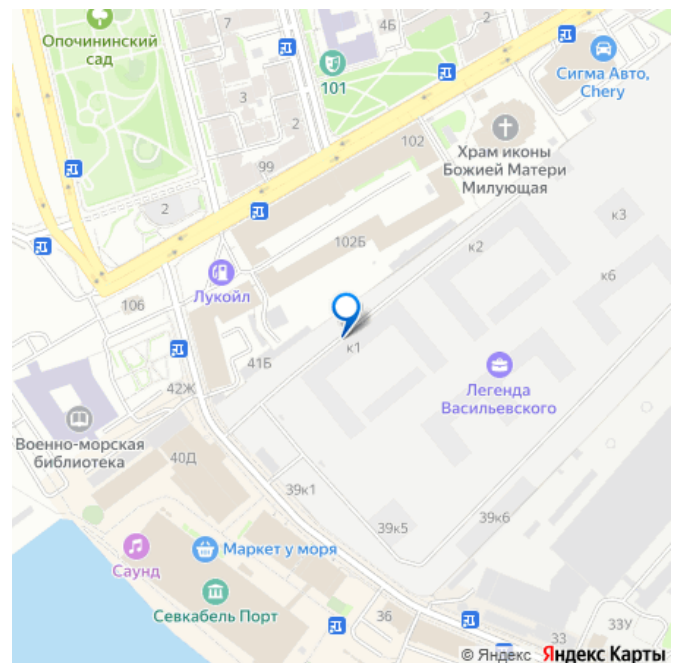 7
4Б
Опочининский
сад
101
Сигма Авто,
Chery
3
2
102
Храм иконы
Божией Матери
Милующая
99
2
к3
102Б
к2
к6
Лукойл
106
к1
41Б
42Ж
Легенда
Васильевского
Военно-морская
библиотека
40Д
39к1
39к5
39к6
Маркет у моря
Саунд
Севкабель Порт
36
33У
33
© Яндекс Яндекс Карты